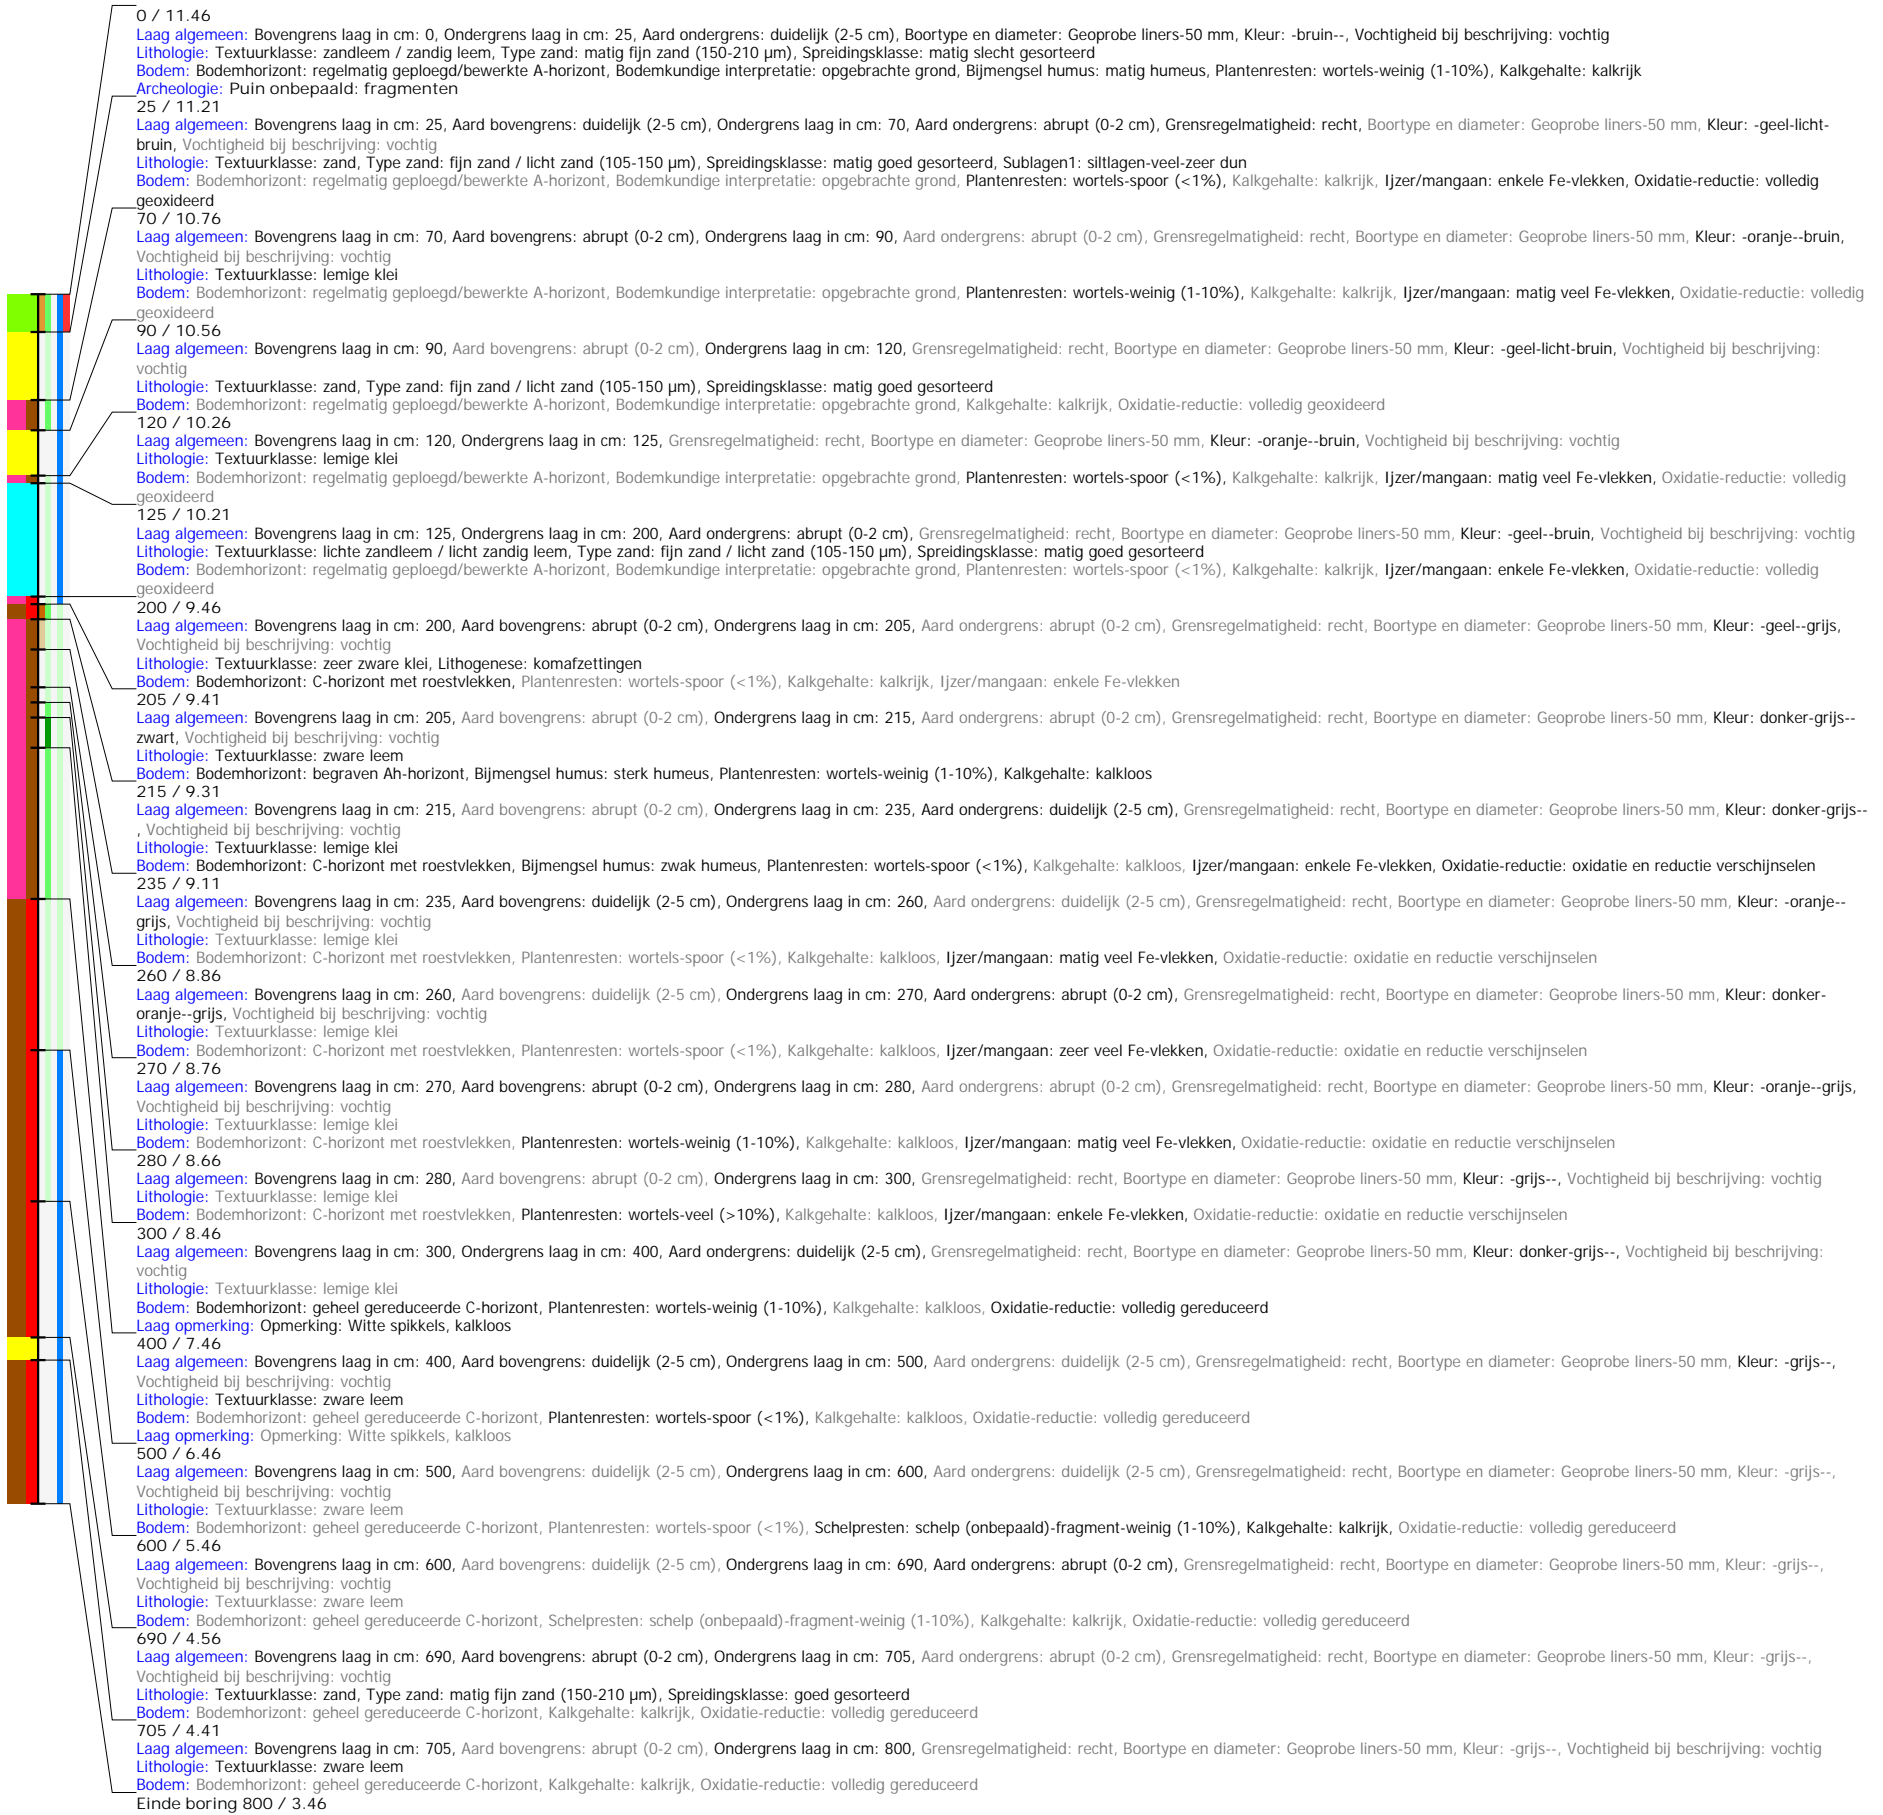 0 / 11.46
Laag algemeen: Bovengrens laag in cm: 0, Ondergrens laag in cm: 25, Aard ondergrens: duidelijk (2-5 cm), Boortype en diameter: Geoprobe liners-50 mm, Kleur: -bruin--, Vochtigheid bij beschrijving: vochtig
Lithologie: Textuurklasse: zandleem / zandig leem, Type zand: matig fijn zand (150-210 µm), Spreidingsklasse: matig slecht gesorteerd
Bodem: Bodemhorizont: regelmatig geploegd/bewerkte A-horizont, Bodemkundige interpretatie: opgebrachte grond, Bijmengsel humus: matig humeus, Plantenresten: wortels-weinig (1-10%), Kalkgehalte: kalkrijk
Archeologie: Puin onbepaald: fragmenten
25 / 11.21
Laag algemeen: Bovengrens laag in cm: 25, Aard bovengrens: duidelijk (2-5 cm), Ondergrens laag in cm: 70, Aard ondergrens: abrupt (0-2 cm), Grensregelmatigheid: recht, Boortype en diameter: Geoprobe liners-50 mm, Kleur: -geel-licht-
bruin, Vochtigheid bij beschrijving: vochtig
Lithologie: Textuurklasse: zand, Type zand: fijn zand / licht zand (105-150 µm), Spreidingsklasse: matig goed gesorteerd, Sublagen1: siltlagen-veel-zeer dun
Bodem: Bodemhorizont: regelmatig geploegd/bewerkte A-horizont, Bodemkundige interpretatie: opgebrachte grond, Plantenresten: wortels-spoor (<1%), Kalkgehalte: kalkrijk, Ijzer/mangaan: enkele Fe-vlekken, Oxidatie-reductie: volledig
geoxideerd
70 / 10.76
Laag algemeen: Bovengrens laag in cm: 70, Aard bovengrens: abrupt (0-2 cm), Ondergrens laag in cm: 90, Aard ondergrens: abrupt (0-2 cm), Grensregelmatigheid: recht, Boortype en diameter: Geoprobe liners-50 mm, Kleur: -oranje--bruin,
Vochtigheid bij beschrijving: vochtig
Lithologie: Textuurklasse: lemige klei
Bodem: Bodemhorizont: regelmatig geploegd/bewerkte A-horizont, Bodemkundige interpretatie: opgebrachte grond, Plantenresten: wortels-weinig (1-10%), Kalkgehalte: kalkrijk, Ijzer/mangaan: matig veel Fe-vlekken, Oxidatie-reductie: volledig
geoxideerd
90 / 10.56
Laag algemeen: Bovengrens laag in cm: 90, Aard bovengrens: abrupt (0-2 cm), Ondergrens laag in cm: 120, Grensregelmatigheid: recht, Boortype en diameter: Geoprobe liners-50 mm, Kleur: -geel-licht-bruin, Vochtigheid bij beschrijving:
vochtig
Lithologie: Textuurklasse: zand, Type zand: fijn zand / licht zand (105-150 µm), Spreidingsklasse: matig goed gesorteerd
Bodem: Bodemhorizont: regelmatig geploegd/bewerkte A-horizont, Bodemkundige interpretatie: opgebrachte grond, Kalkgehalte: kalkrijk, Oxidatie-reductie: volledig geoxideerd
120 / 10.26
Laag algemeen: Bovengrens laag in cm: 120, Ondergrens laag in cm: 125, Grensregelmatigheid: recht, Boortype en diameter: Geoprobe liners-50 mm, Kleur: -oranje--bruin, Vochtigheid bij beschrijving: vochtig
Lithologie: Textuurklasse: lemige klei
Bodem: Bodemhorizont: regelmatig geploegd/bewerkte A-horizont, Bodemkundige interpretatie: opgebrachte grond, Plantenresten: wortels-spoor (<1%), Kalkgehalte: kalkrijk, Ijzer/mangaan: matig veel Fe-vlekken, Oxidatie-reductie: volledig
geoxideerd
125 / 10.21
Laag algemeen: Bovengrens laag in cm: 125, Ondergrens laag in cm: 200, Aard ondergrens: abrupt (0-2 cm), Grensregelmatigheid: recht, Boortype en diameter: Geoprobe liners-50 mm, Kleur: -geel--bruin, Vochtigheid bij beschrijving: vochtig
Lithologie: Textuurklasse: lichte zandleem / licht zandig leem, Type zand: fijn zand / licht zand (105-150 µm), Spreidingsklasse: matig goed gesorteerd
Bodem: Bodemhorizont: regelmatig geploegd/bewerkte A-horizont, Bodemkundige interpretatie: opgebrachte grond, Plantenresten: wortels-spoor (<1%), Kalkgehalte: kalkrijk, Ijzer/mangaan: enkele Fe-vlekken, Oxidatie-reductie: volledig
geoxideerd
200 / 9.46
Laag algemeen: Bovengrens laag in cm: 200, Aard bovengrens: abrupt (0-2 cm), Ondergrens laag in cm: 205, Aard ondergrens: abrupt (0-2 cm), Grensregelmatigheid: recht, Boortype en diameter: Geoprobe liners-50 mm, Kleur: -geel--grijs,
Vochtigheid bij beschrijving: vochtig
Lithologie: Textuurklasse: zeer zware klei, Lithogenese: komafzettingen
Bodem: Bodemhorizont: C-horizont met roestvlekken, Plantenresten: wortels-spoor (<1%), Kalkgehalte: kalkrijk, Ijzer/mangaan: enkele Fe-vlekken
205 / 9.41
Laag algemeen: Bovengrens laag in cm: 205, Aard bovengrens: abrupt (0-2 cm), Ondergrens laag in cm: 215, Aard ondergrens: abrupt (0-2 cm), Grensregelmatigheid: recht, Boortype en diameter: Geoprobe liners-50 mm, Kleur: donker-grijs--
zwart, Vochtigheid bij beschrijving: vochtig
Lithologie: Textuurklasse: zware leem
Bodem: Bodemhorizont: begraven Ah-horizont, Bijmengsel humus: sterk humeus, Plantenresten: wortels-weinig (1-10%), Kalkgehalte: kalkloos
215 / 9.31
Laag algemeen: Bovengrens laag in cm: 215, Aard bovengrens: abrupt (0-2 cm), Ondergrens laag in cm: 235, Aard ondergrens: duidelijk (2-5 cm), Grensregelmatigheid: recht, Boortype en diameter: Geoprobe liners-50 mm, Kleur: donker-grijs--
, Vochtigheid bij beschrijving: vochtig
Lithologie: Textuurklasse: lemige klei
Bodem: Bodemhorizont: C-horizont met roestvlekken, Bijmengsel humus: zwak humeus, Plantenresten: wortels-spoor (<1%), Kalkgehalte: kalkloos, Ijzer/mangaan: enkele Fe-vlekken, Oxidatie-reductie: oxidatie en reductie verschijnselen
235 / 9.11
Laag algemeen: Bovengrens laag in cm: 235, Aard bovengrens: duidelijk (2-5 cm), Ondergrens laag in cm: 260, Aard ondergrens: duidelijk (2-5 cm), Grensregelmatigheid: recht, Boortype en diameter: Geoprobe liners-50 mm, Kleur: -oranje--
grijs, Vochtigheid bij beschrijving: vochtig
Lithologie: Textuurklasse: lemige klei
Bodem: Bodemhorizont: C-horizont met roestvlekken, Plantenresten: wortels-spoor (<1%), Kalkgehalte: kalkloos, Ijzer/mangaan: matig veel Fe-vlekken, Oxidatie-reductie: oxidatie en reductie verschijnselen
260 / 8.86
Laag algemeen: Bovengrens laag in cm: 260, Aard bovengrens: duidelijk (2-5 cm), Ondergrens laag in cm: 270, Aard ondergrens: abrupt (0-2 cm), Grensregelmatigheid: recht, Boortype en diameter: Geoprobe liners-50 mm, Kleur: donker-
oranje--grijs, Vochtigheid bij beschrijving: vochtig
Lithologie: Textuurklasse: lemige klei
Bodem: Bodemhorizont: C-horizont met roestvlekken, Plantenresten: wortels-spoor (<1%), Kalkgehalte: kalkloos, Ijzer/mangaan: zeer veel Fe-vlekken, Oxidatie-reductie: oxidatie en reductie verschijnselen
270 / 8.76
Laag algemeen: Bovengrens laag in cm: 270, Aard bovengrens: abrupt (0-2 cm), Ondergrens laag in cm: 280, Aard ondergrens: abrupt (0-2 cm), Grensregelmatigheid: recht, Boortype en diameter: Geoprobe liners-50 mm, Kleur: -oranje--grijs,
Vochtigheid bij beschrijving: vochtig
Lithologie: Textuurklasse: lemige klei
Bodem: Bodemhorizont: C-horizont met roestvlekken, Plantenresten: wortels-weinig (1-10%), Kalkgehalte: kalkloos, Ijzer/mangaan: matig veel Fe-vlekken, Oxidatie-reductie: oxidatie en reductie verschijnselen
280 / 8.66
Laag algemeen: Bovengrens laag in cm: 280, Aard bovengrens: abrupt (0-2 cm), Ondergrens laag in cm: 300, Grensregelmatigheid: recht, Boortype en diameter: Geoprobe liners-50 mm, Kleur: -grijs--, Vochtigheid bij beschrijving: vochtig
Lithologie: Textuurklasse: lemige klei
Bodem: Bodemhorizont: C-horizont met roestvlekken, Plantenresten: wortels-veel (>10%), Kalkgehalte: kalkloos, Ijzer/mangaan: enkele Fe-vlekken, Oxidatie-reductie: oxidatie en reductie verschijnselen
300 / 8.46
Laag algemeen: Bovengrens laag in cm: 300, Ondergrens laag in cm: 400, Aard ondergrens: duidelijk (2-5 cm), Grensregelmatigheid: recht, Boortype en diameter: Geoprobe liners-50 mm, Kleur: donker-grijs--, Vochtigheid bij beschrijving:
vochtig
Lithologie: Textuurklasse: lemige klei
Bodem: Bodemhorizont: geheel gereduceerde C-horizont, Plantenresten: wortels-weinig (1-10%), Kalkgehalte: kalkloos, Oxidatie-reductie: volledig gereduceerd
Laag opmerking: Opmerking: Witte spikkels, kalkloos
400 / 7.46
Laag algemeen: Bovengrens laag in cm: 400, Aard bovengrens: duidelijk (2-5 cm), Ondergrens laag in cm: 500, Aard ondergrens: duidelijk (2-5 cm), Grensregelmatigheid: recht, Boortype en diameter: Geoprobe liners-50 mm, Kleur: -grijs--,
Vochtigheid bij beschrijving: vochtig
Lithologie: Textuurklasse: zware leem
Bodem: Bodemhorizont: geheel gereduceerde C-horizont, Plantenresten: wortels-spoor (<1%), Kalkgehalte: kalkloos, Oxidatie-reductie: volledig gereduceerd
Laag opmerking: Opmerking: Witte spikkels, kalkloos
500 / 6.46
Laag algemeen: Bovengrens laag in cm: 500, Aard bovengrens: duidelijk (2-5 cm), Ondergrens laag in cm: 600, Aard ondergrens: duidelijk (2-5 cm), Grensregelmatigheid: recht, Boortype en diameter: Geoprobe liners-50 mm, Kleur: -grijs--,
Vochtigheid bij beschrijving: vochtig
Lithologie: Textuurklasse: zware leem
Bodem: Bodemhorizont: geheel gereduceerde C-horizont, Plantenresten: wortels-spoor (<1%), Schelpresten: schelp (onbepaald)-fragment-weinig (1-10%), Kalkgehalte: kalkrijk, Oxidatie-reductie: volledig gereduceerd
600 / 5.46
Laag algemeen: Bovengrens laag in cm: 600, Aard bovengrens: duidelijk (2-5 cm), Ondergrens laag in cm: 690, Aard ondergrens: abrupt (0-2 cm), Grensregelmatigheid: recht, Boortype en diameter: Geoprobe liners-50 mm, Kleur: -grijs--,
Vochtigheid bij beschrijving: vochtig
Lithologie: Textuurklasse: zware leem
Bodem: Bodemhorizont: geheel gereduceerde C-horizont, Schelpresten: schelp (onbepaald)-fragment-weinig (1-10%), Kalkgehalte: kalkrijk, Oxidatie-reductie: volledig gereduceerd
690 / 4.56
Laag algemeen: Bovengrens laag in cm: 690, Aard bovengrens: abrupt (0-2 cm), Ondergrens laag in cm: 705, Aard ondergrens: abrupt (0-2 cm), Grensregelmatigheid: recht, Boortype en diameter: Geoprobe liners-50 mm, Kleur: -grijs--,
Vochtigheid bij beschrijving: vochtig
Lithologie: Textuurklasse: zand, Type zand: matig fijn zand (150-210 µm), Spreidingsklasse: goed gesorteerd
Bodem: Bodemhorizont: geheel gereduceerde C-horizont, Kalkgehalte: kalkrijk, Oxidatie-reductie: volledig gereduceerd
705 / 4.41
Laag algemeen: Bovengrens laag in cm: 705, Aard bovengrens: abrupt (0-2 cm), Ondergrens laag in cm: 800, Grensregelmatigheid: recht, Boortype en diameter: Geoprobe liners-50 mm, Kleur: -grijs--, Vochtigheid bij beschrijving: vochtig
Lithologie: Textuurklasse: zware leem
Bodem: Bodemhorizont: geheel gereduceerde C-horizont, Kalkgehalte: kalkrijk, Oxidatie-reductie: volledig gereduceerd
Einde boring 800 / 3.46